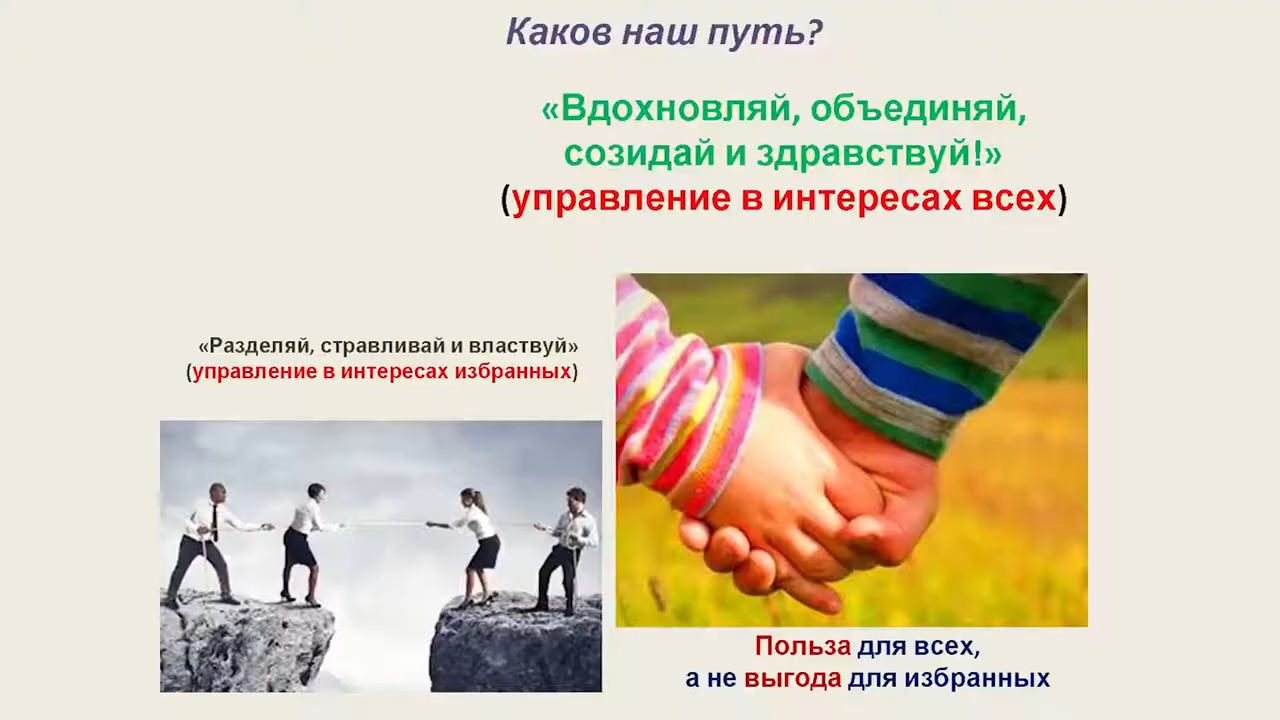 Каков наш путь?
«Вдохновляй, объединяй,
созидай и здравствуй!»
(управление в интересах всех)
«Разделяй, стравливай и властвуй»
(управление в интересах избранных)
Польза для всех,
а не выгода для избранных